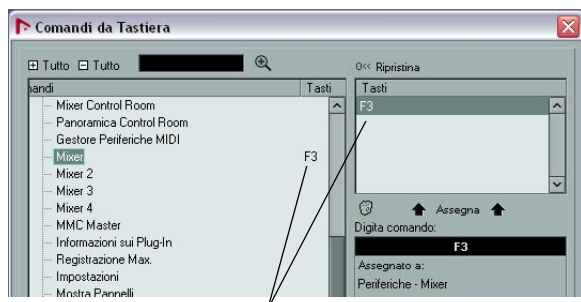 Comandi da Tastiera
Tutto Tutto
Ripristina
andi Tasti
Mixer Control Room
Panoramica Control Room
Gestore Periferiche MIDI
Mixer F3
Mixer 2
Mixer 3
Mixer 4
MMC Master
Informazioni sui Plug-In
Registrazione Max.
Impostazioni
Mostra Pannelli
Tasti
F3
Assegna
Digita comando:
F3
Assegnato a:
Periferiche - Mixer